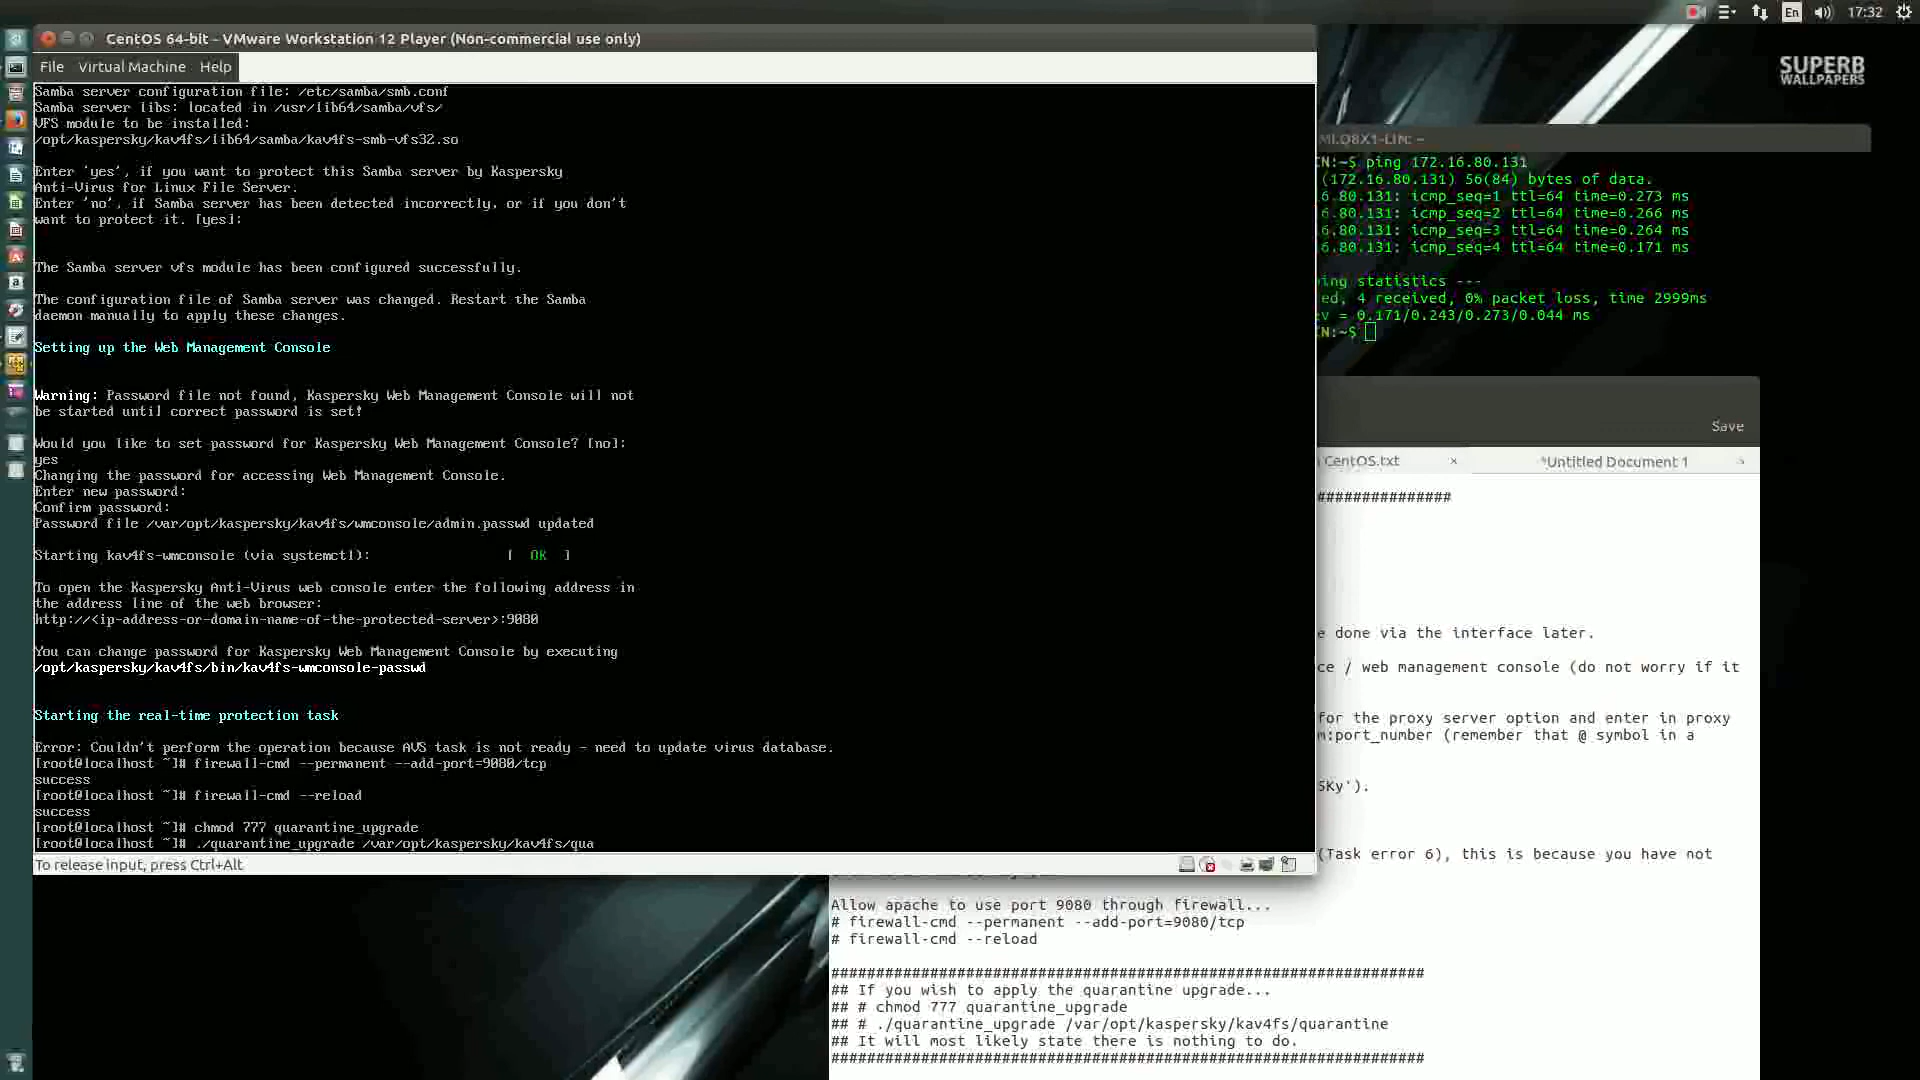 En
17:32
CentOS 64-bit - VMware Workstation 12 Player (Non-commercial use only)
File Virtual Machine Help
SUPERB
WALLPAPERS
Samba server configuration file: /etc/samba/smb.conf
Samba server libs: located in /usr/lib64/samba/vfs/
VFS module to be installed:
/opt/kaspersky/kav4fs/lib64/samba/kav4fs-smb-vfs32.so
Enter 'yes', if you want to protect this Samba server by Kaspersky
Anti-Virus for Linux File Server.
Enter 'no', if Samba server has been detected incorrectly, or if you don't
want to protect it. [yes]:
The Samba server vfs module has been configured successfully.
The configuration file of Samba server was changed. Restart the Samba
daemon manually to apply these changes.
Setting up the Web Management Console
Warning: Password file not found, Kaspersky Web Management Console will not
be started until correct password is set!
Would you like to set password for Kaspersky Web Management Console? [no]:
yes
Changing the password for accessing Web Management Console.
Enter new password:
Confirm password:
Password file /var/opt/kaspersky/kav4fs/wmconsole/admin.passwd updated
Starting kav4fs-wmconsole (via systemctl): [ OK ]
To open the Kaspersky Anti-Virus web console enter the following address in
the address line of the web browser:
http://<ip-address-or-domain-name-of-the-protected-server>:9080
You can change password for Kaspersky Web Management Console by executing
/opt/kaspersky/kav4fs/bin/kav4fs-wmconsole-passwd
Starting the real-time protection task
Error: Couldn't perform the operation because AVS task is not ready - need to update virus database.
[root@localhost ~]# firewall-cmd --permanent --add-port=9080/tcp
success
[root@localhost ~]# firewall-cmd --reload
success
[root@localhost ~]# chmod 777 quarantine_upgrade
[root@localhost ~]# ./quarantine_upgrade /var/opt/kaspersky/kav4fs/qua
To release input, press Ctrl+Alt
MLQ8X1-LIN: ~
N:~$ ping 172.16.80.131
(172.16.80.131) 56(84) bytes of data.
6.80.131: icmp_seq=1 ttl=64 time=0.273 ms
6.80.131: icmp_seq=2 ttl=64 time=0.266 ms
6.80.131: icmp_seq=3 ttl=64 time=0.264 ms
6.80.131: icmp_seq=4 ttl=64 time=0.171 ms
ing statistics ---
ed, 4 received, 0% packet loss, time 2999ms
v = 0.171/0.243/0.273/0.044 ms
N:~$
Save
CentOS.txt × *Untitled Document 1
###############
e done via the interface later.
ce / web management console (do not worry if it
for the proxy server option and enter in proxy
m:port_number (remember that @ symbol in a
SKy').
(Task error 6), this is because you have not
Allow apache to use port 9080 through firewall...
# firewall-cmd --permanent --add-port=9080/tcp
# firewall-cmd --reload
##################################################################
## If you wish to apply the quarantine upgrade...
## # chmod 777 quarantine_upgrade
## # ./quarantine_upgrade /var/opt/kaspersky/kav4fs/quarantine
## It will most likely state there is nothing to do.
##################################################################